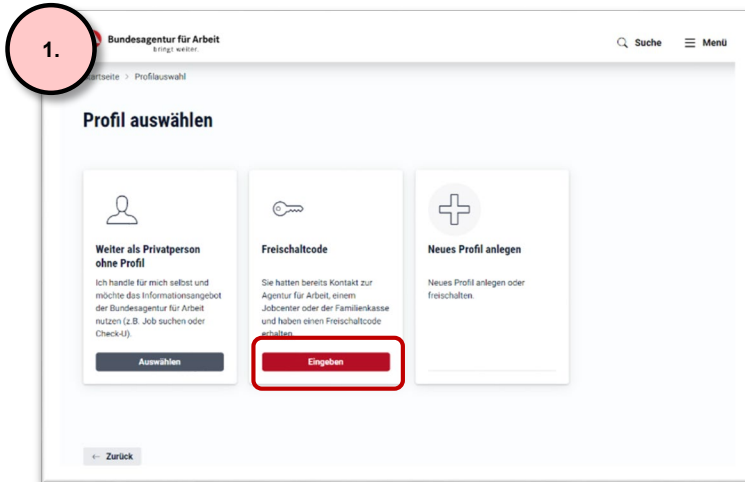 1.
Bundesagentur für Arbeit
bringt weiter.
Suche
Menü
Startseite > Profilauswahl
Profil auswählen
Weiter als Privatperson
ohne Profil
Ich handle für mich selbst und
möchte das Informationsangebot
der Bundesagentur für Arbeit
nutzen (z.B. Job suchen oder
Check-U).
Auswählen
Freischaltcode
Sie hatten bereits Kontakt zur
Agentur für Arbeit, einem
Jobcenter oder der Familienkasse
und haben einen Freischaltcode
erhalten.
Eingeben
Neues Profil anlegen
Neues Profil anlegen oder
freischalten.
← Zurück